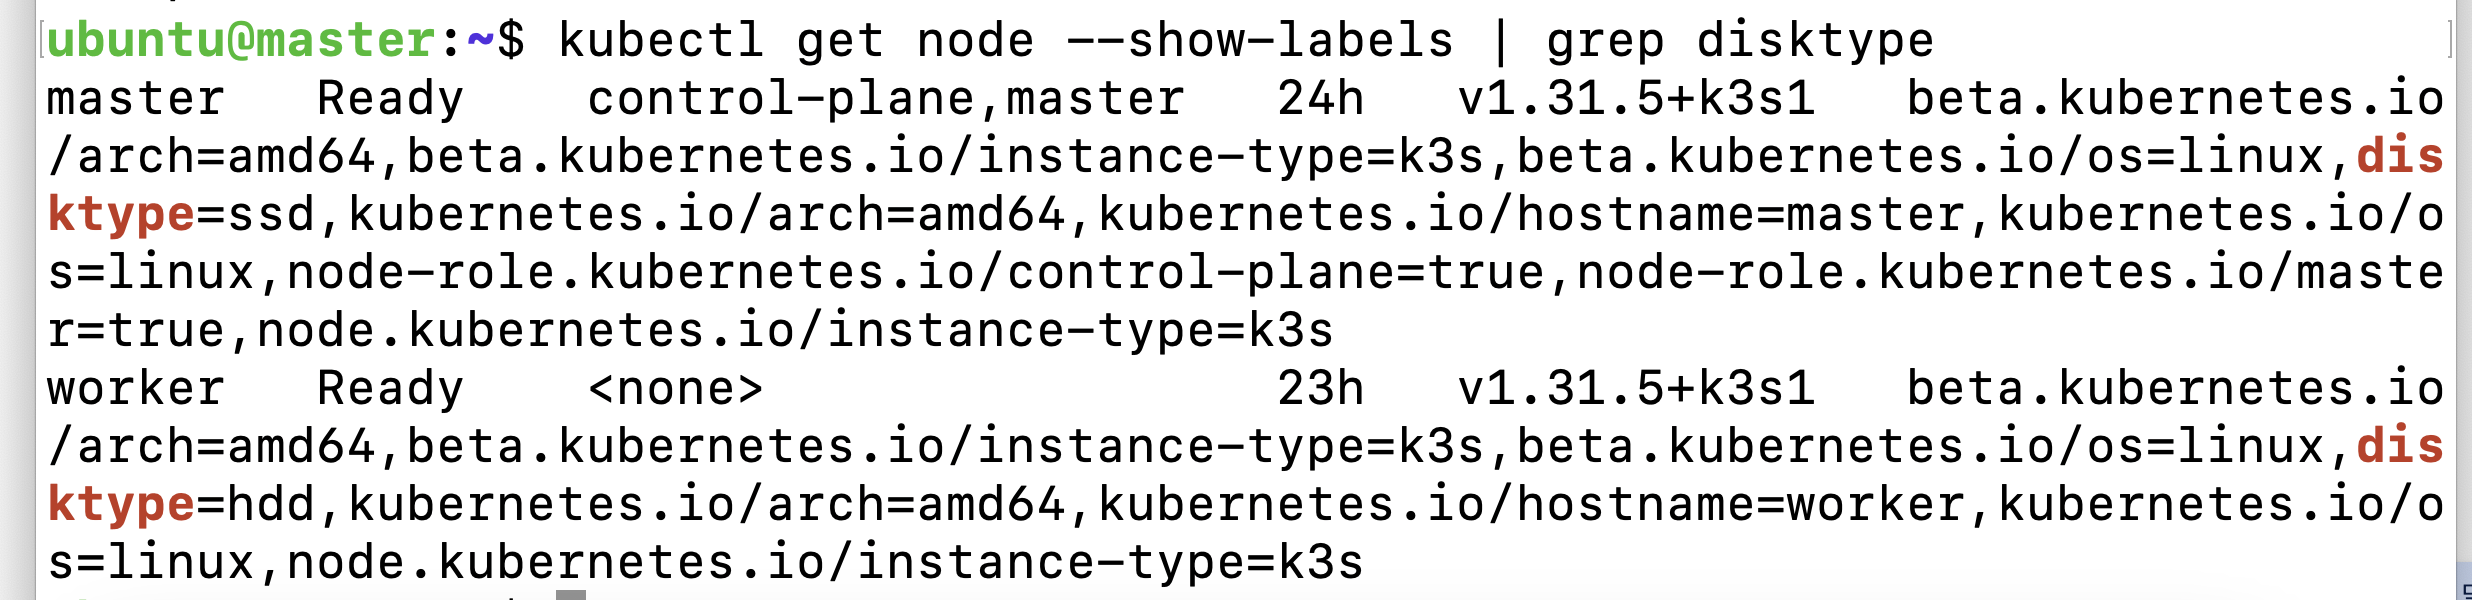 ubuntu@master:~$ kubectl get node --show-labels | grep disktype
master   Ready    control-plane,master   24h   v1.31.5+k3s1   beta.kubernetes.io
/arch=amd64,beta.kubernetes.io/instance-type=k3s,beta.kubernetes.io/os=linux,dis
ktype=ssd,kubernetes.io/arch=amd64,kubernetes.io/hostname=master,kubernetes.io/o
s=linux,node-role.kubernetes.io/control-plane=true,node-role.kubernetes.io/maste
r=true,node.kubernetes.io/instance-type=k3s
worker   Ready    <none>                 23h   v1.31.5+k3s1   beta.kubernetes.io
/arch=amd64,beta.kubernetes.io/instance-type=k3s,beta.kubernetes.io/os=linux,dis
ktype=hdd,kubernetes.io/arch=amd64,kubernetes.io/hostname=worker,kubernetes.io/o
s=linux,node.kubernetes.io/instance-type=k3s